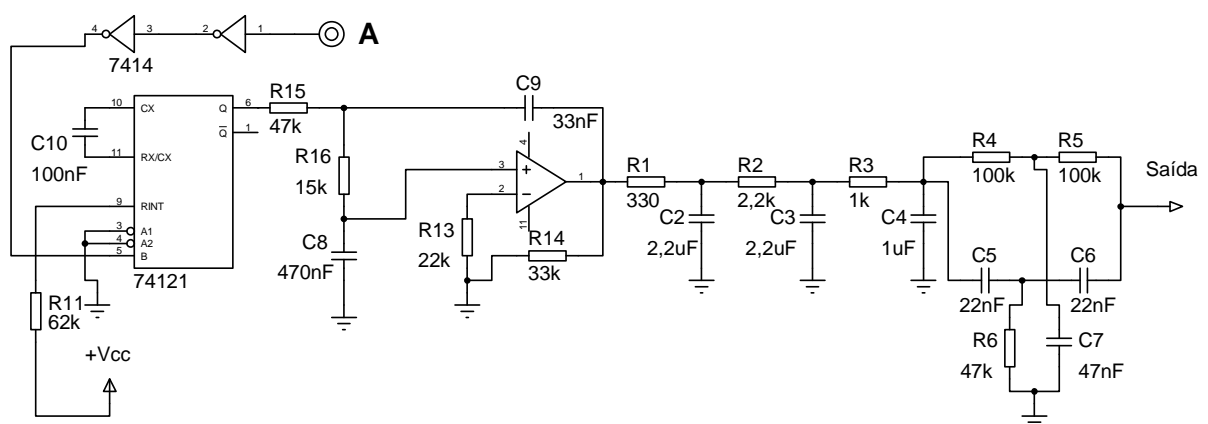 4 3 2 1 A
7414
10 CX Q 6 R15
47k
Q 1
C10
100nF
11 RX/CX
9 RINT
3 A1
4 A2
5 B
74121
R11
62k
+Vcc
R16
15k
C8
470nF
C9
33nF
4
3 +
2 −
1
11
R13
22k
R14
33k
R1
330
C2
2,2uF
R2
2,2k
C3
2,2uF
R3
1k
C4
1uF
R4
100k
R5
100k
Saída
C5
22nF
C6
22nF
R6
47k
C7
47nF